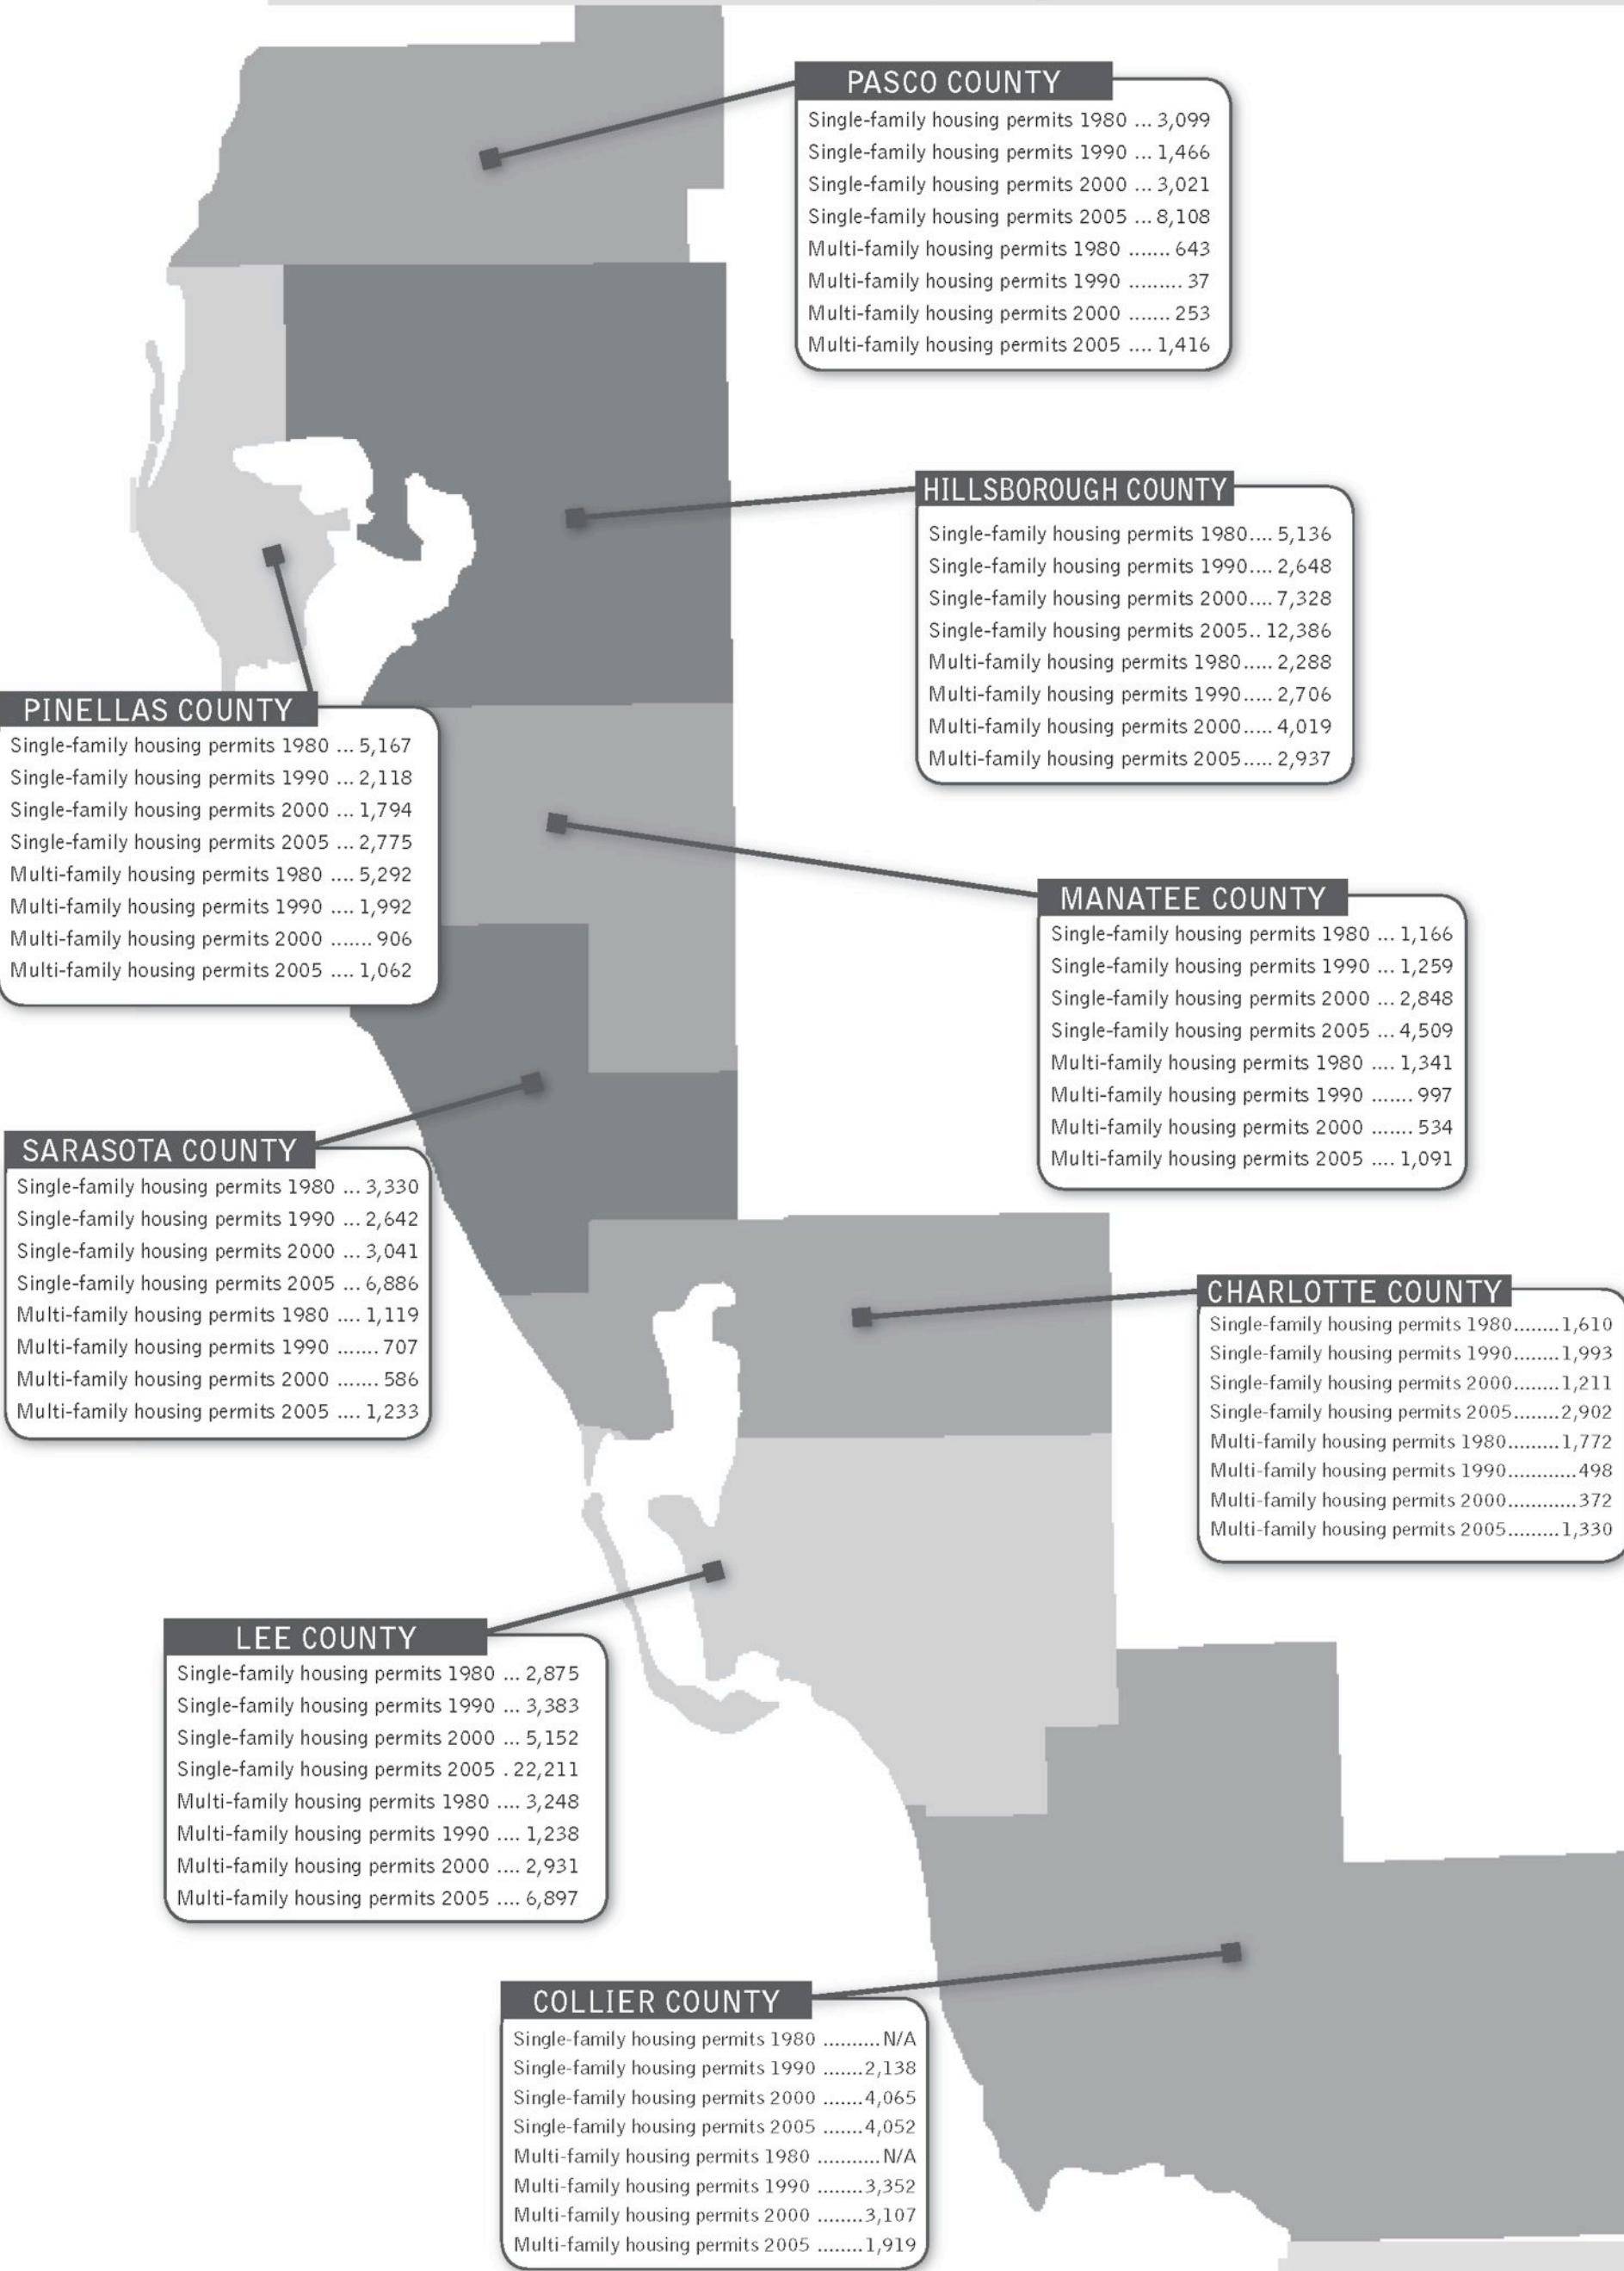 PASCO COUNTY
Single-family housing permits 1980 ... 3,099
Single-family housing permits 1990 ... 1,466
Single-family housing permits 2000 ... 3,021
Single-family housing permits 2005 ... 8,108
Multi-family housing permits 1980 ....... 643
Multi-family housing permits 1990 ......... 37
Multi-family housing permits 2000 ....... 253
Multi-family housing permits 2005 .... 1,416
HILLSBOROUGH COUNTY
Single-family housing permits 1980.... 5,136
Single-family housing permits 1990.... 2,648
Single-family housing permits 2000.... 7,328
Single-family housing permits 2005.. 12,386
Multi-family housing permits 1980..... 2,288
Multi-family housing permits 1990..... 2,706
Multi-family housing permits 2000..... 4,019
Multi-family housing permits 2005..... 2,937
PINELLAS COUNTY
Single-family housing permits 1980 ... 5,167
Single-family housing permits 1990 ... 2,118
Single-family housing permits 2000 ... 1,794
Single-family housing permits 2005 ... 2,775
Multi-family housing permits 1980 .... 5,292
Multi-family housing permits 1990 .... 1,992
Multi-family housing permits 2000 ....... 906
Multi-family housing permits 2005 .... 1,062
MANATEE COUNTY
Single-family housing permits 1980 ... 1,166
Single-family housing permits 1990 ... 1,259
Single-family housing permits 2000 ... 2,848
Single-family housing permits 2005 ... 4,509
Multi-family housing permits 1980 .... 1,341
Multi-family housing permits 1990 ....... 997
Multi-family housing permits 2000 ....... 534
Multi-family housing permits 2005 .... 1,091
SARASOTA COUNTY
Single-family housing permits 1980 ... 3,330
Single-family housing permits 1990 ... 2,642
Single-family housing permits 2000 ... 3,041
Single-family housing permits 2005 ... 6,886
Multi-family housing permits 1980 .... 1,119
Multi-family housing permits 1990 ....... 707
Multi-family housing permits 2000 ....... 586
Multi-family housing permits 2005 .... 1,233
CHARLOTTE COUNTY
Single-family housing permits 1980........1,610
Single-family housing permits 1990........1,993
Single-family housing permits 2000........1,211
Single-family housing permits 2005........2,902
Multi-family housing permits 1980.........1,772
Multi-family housing permits 1990............498
Multi-family housing permits 2000............372
Multi-family housing permits 2005.........1,330
LEE COUNTY
Single-family housing permits 1980 ... 2,875
Single-family housing permits 1990 ... 3,383
Single-family housing permits 2000 ... 5,152
Single-family housing permits 2005 . 22,211
Multi-family housing permits 1980 .... 3,248
Multi-family housing permits 1990 .... 1,238
Multi-family housing permits 2000 .... 2,931
Multi-family housing permits 2005 .... 6,897
COLLIER COUNTY
Single-family housing permits 1980 ..........N/A
Single-family housing permits 1990 .......2,138
Single-family housing permits 2000 .......4,065
Single-family housing permits 2005 .......4,052
Multi-family housing permits 1980 ...........N/A
Multi-family housing permits 1990 ........3,352
Multi-family housing permits 2000 ........3,107
Multi-family housing permits 2005 ........1,919